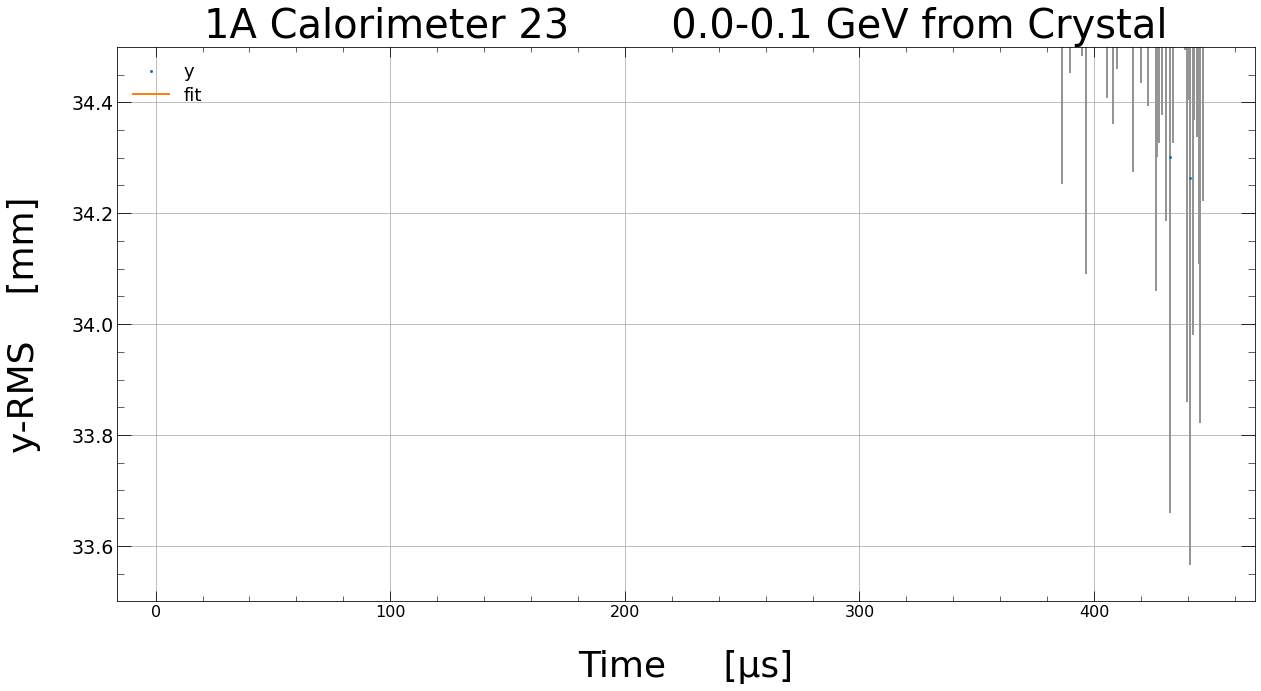 1A Calorimeter 23 0.0-0.1 GeV from Crystal
y
fit
34.4
34.2
34.0
33.8
33.6
y-RMS [mm]
0 100 200 300 400
Time [µs]